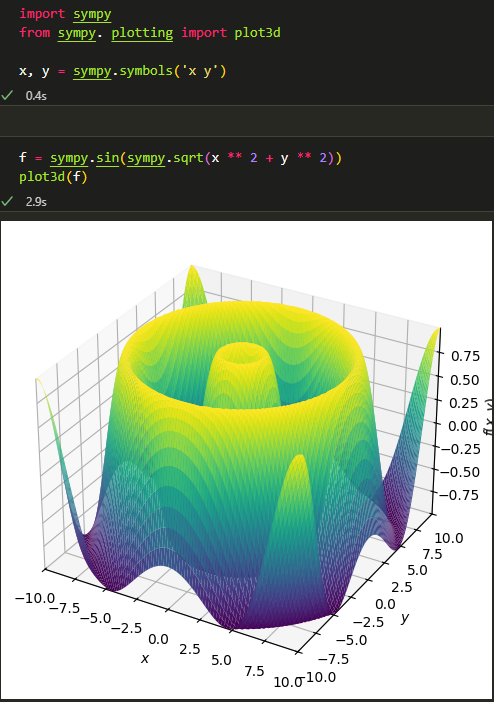 import sympy
from sympy. plotting import plot3d
x, y = sympy.symbols('x y')
0.4s
f = sympy.sin(sympy.sqrt(x ** 2 + y ** 2))
plot3d(f)
2.9s
0.75
0.50
0.25
0.00
−0.25
−0.50
−0.75
f(x, y)
−10.0
−7.5
−5.0
−2.5
0.0
2.5
5.0
7.5
10.0
x
−10.0
−7.5
−5.0
−2.5
0.0
2.5
5.0
7.5
10.0
y